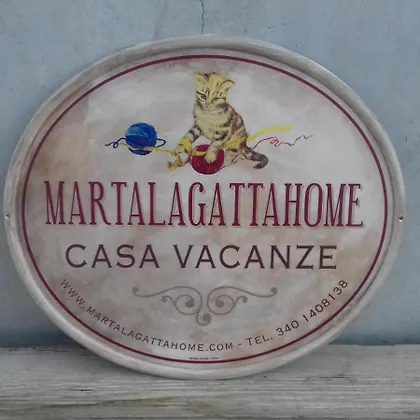 MARTALAGATTAHOME
CASA VACANZE
WWW.MARTALAGATTAHOME.COM - TEL. 340 1408138